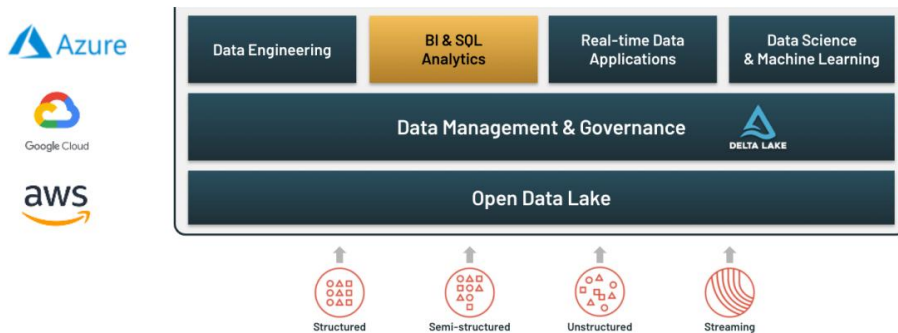 Azure
Google Cloud
aws
Data Engineering
BI & SQL
Analytics
Real-time Data
Applications
Data Science
& Machine Learning
Data Management & Governance
DELTA LAKE
Open Data Lake
Structured
Semi-structured
Unstructured
Streaming